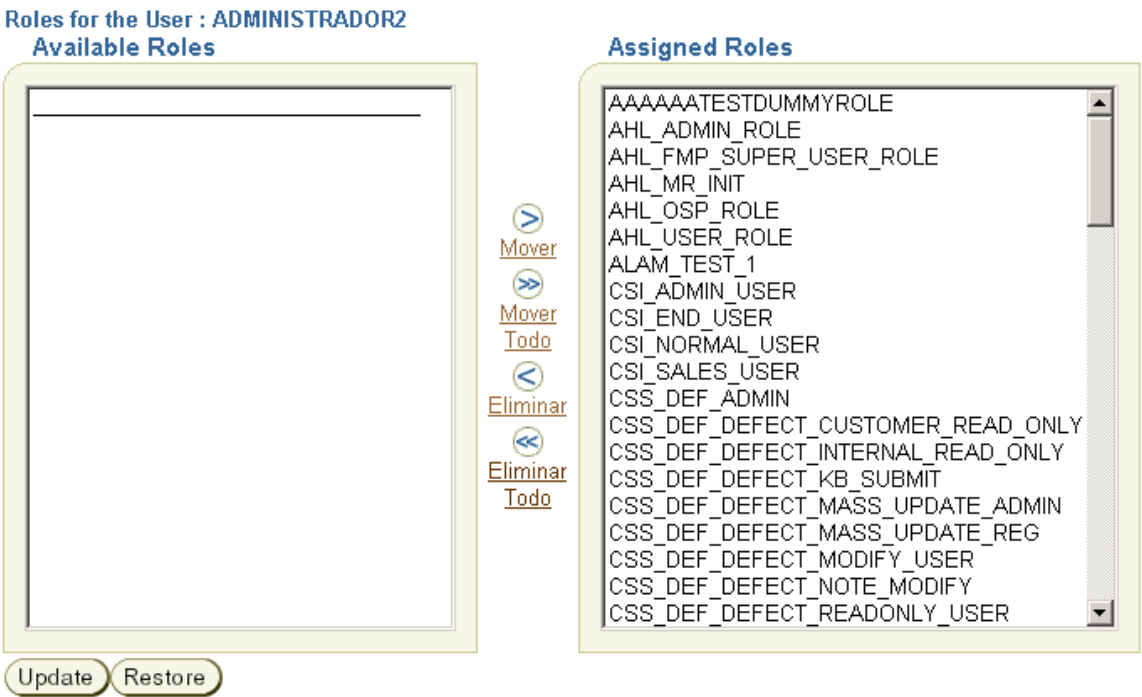 Roles for the User : ADMINISTRADOR2
Available Roles
Assigned Roles
Mover
Mover
Todo
Eliminar
Eliminar
Todo
AAAAAATESTDUMMYROLE
AHL_ADMIN_ROLE
AHL_FMP_SUPER_USER_ROLE
AHL_MR_INIT
AHL_OSP_ROLE
AHL_USER_ROLE
ALAM_TEST_1
CSI_ADMIN_USER
CSI_END_USER
CSI_NORMAL_USER
CSI_SALES_USER
CSS_DEF_ADMIN
CSS_DEF_DEFECT_CUSTOMER_READ_ONLY
CSS_DEF_DEFECT_INTERNAL_READ_ONLY
CSS_DEF_DEFECT_KB_SUBMIT
CSS_DEF_DEFECT_MASS_UPDATE_ADMIN
CSS_DEF_DEFECT_MASS_UPDATE_REG
CSS_DEF_DEFECT_MODIFY_USER
CSS_DEF_DEFECT_NOTE_MODIFY
CSS_DEF_DEFECT_READONLY_USER
Update Restore